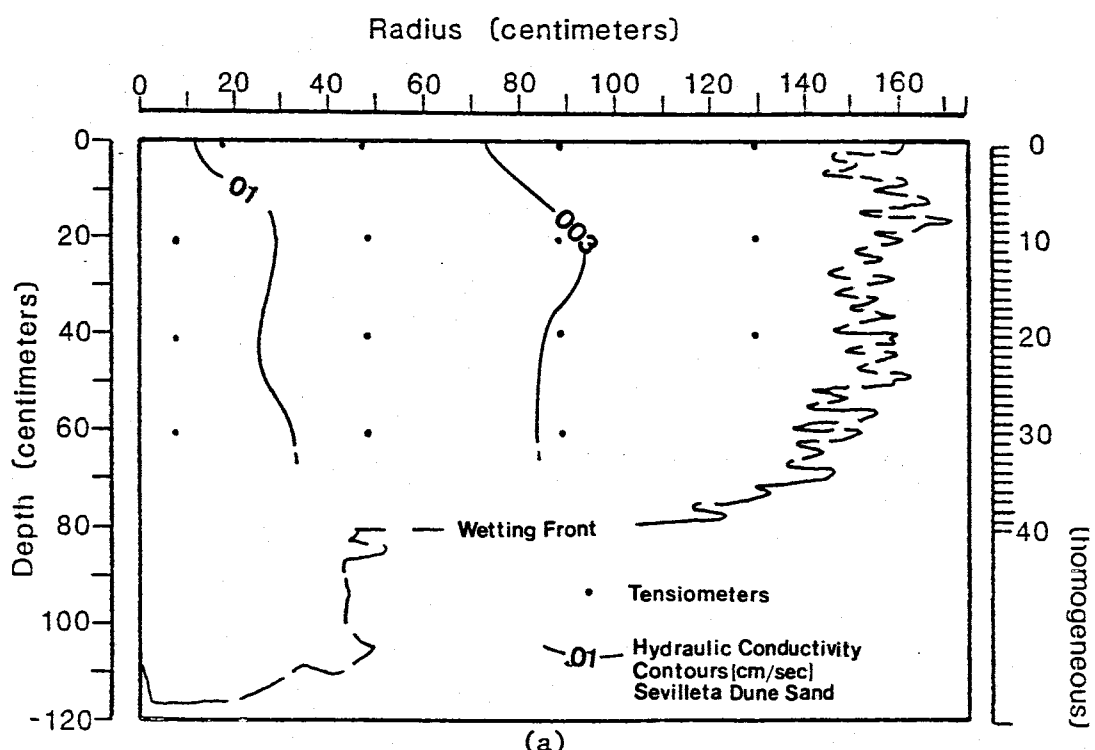 Radius (centimeters)
0 20 40 60 80 100 120 140 160
Depth (centimeters)
0
20
40
60
80
100
-120
0
10
20
30
40
(homogeneous)
01
003
Wetting Front
Tensiometers
.01
Hydraulic Conductivity
Contours[cm/sec]
Sevilleta Dune Sand
(a)